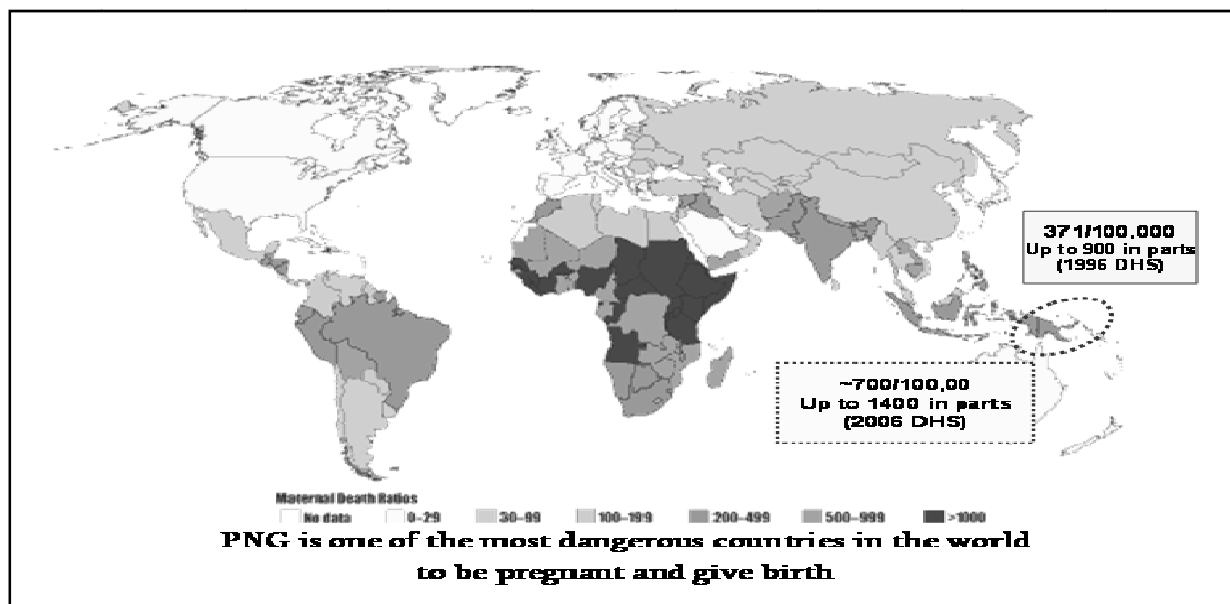 371/100,000
Up to 900 in parts
(1996 DHS)
~700/100,00
Up to 1400 in parts
(2006 DHS)
Maternal Death Ratios
No data 0-29 30-99 100-199 200-499 500-999 >1000
PNG is one of the most dangerous countries in the world
to be pregnant and give birth